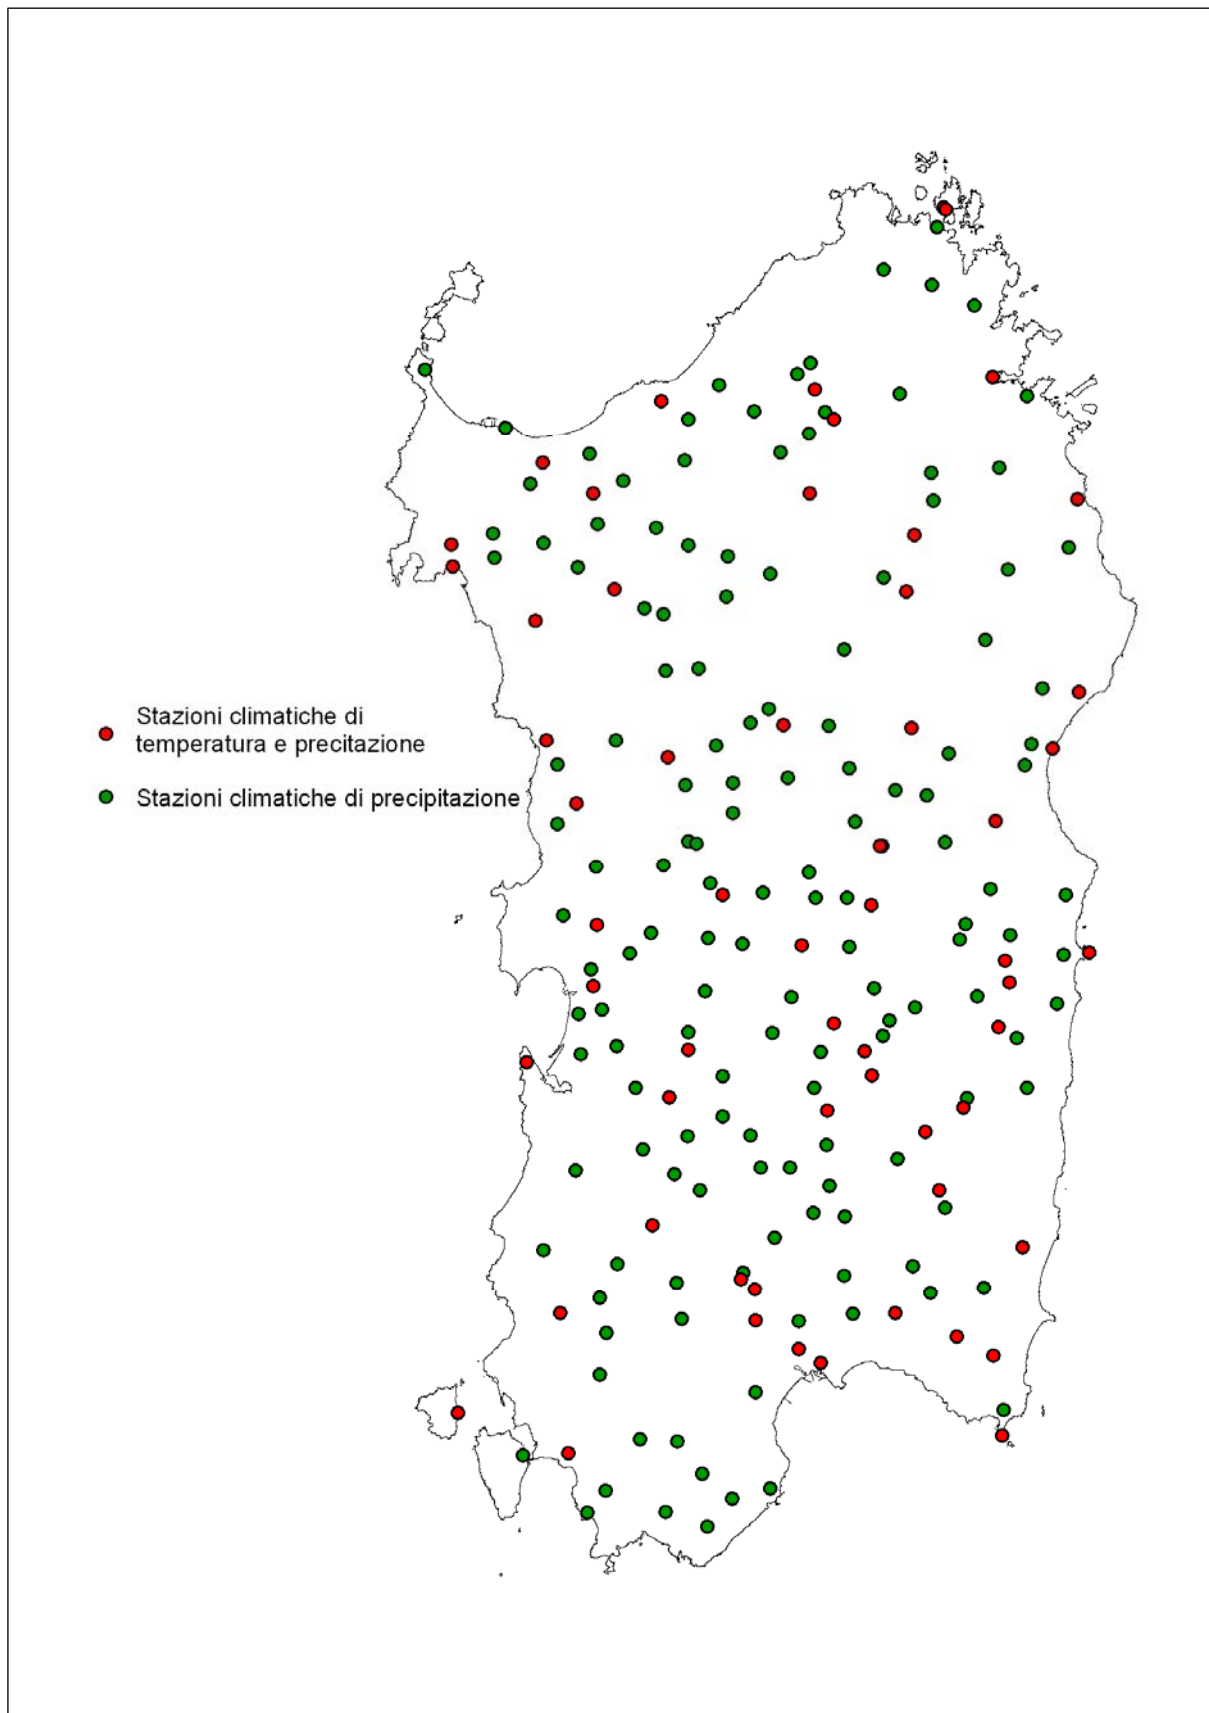 Stazioni climatiche di
temperatura e precitazione
Stazioni climatiche di precipitazione